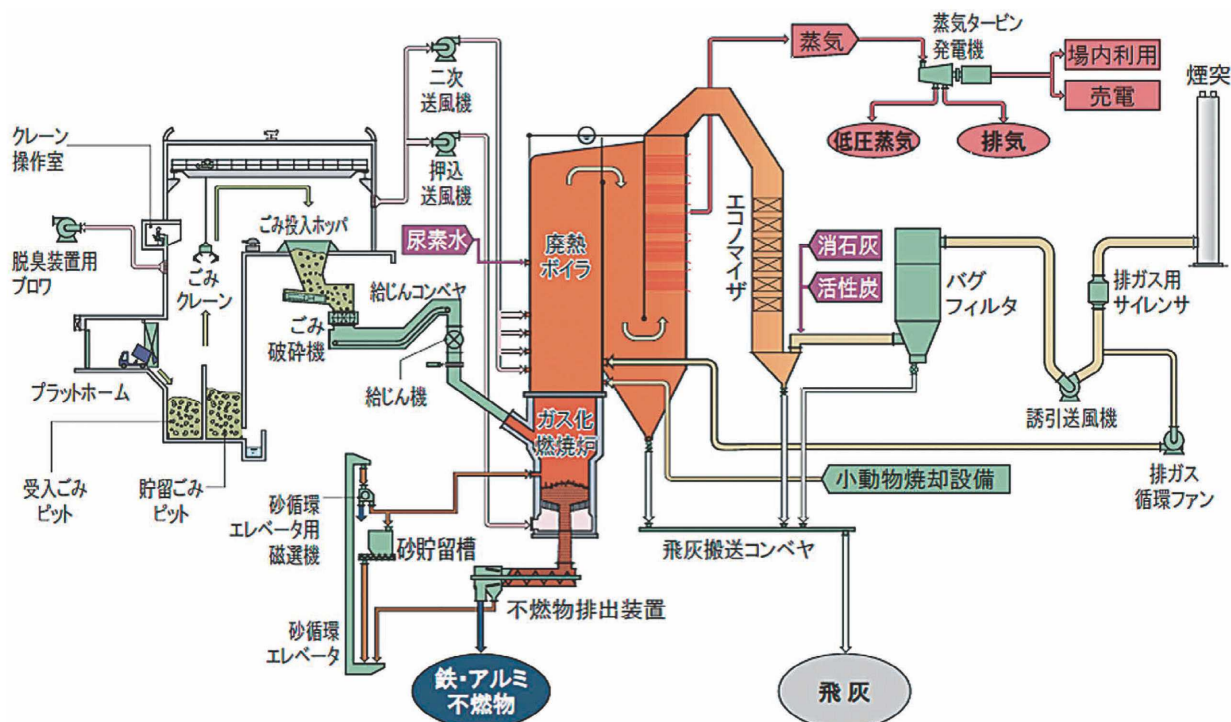 蒸気
蒸気タービン
発電機
場内利用
売電
煙突
低圧蒸気
排気
二次
送風機
押込
送風機
クレーン
操作室
脱臭装置用
ブロワ
ごみ投入ホッパ
ごみ
クレーン
プラットホーム
受入ごみ
ピット
貯留ごみ
ピット
ごみ
破砕機
給じんコンベヤ
給じん機
尿素水
廃熱
ボイラ
ガス化
燃焼炉
エコノマイザ
消石灰
活性炭
バグ
フィルタ
排ガス用
サイレンサ
誘引送風機
排ガス
循環ファン
小動物焼却設備
飛灰搬送コンベヤ
飛灰
砂循環
エレベータ用
磁選機
砂貯留槽
砂循環
エレベータ
不燃物排出装置
鉄・アルミ
不燃物